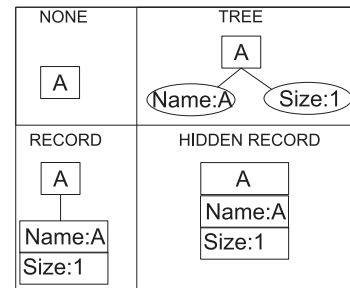 NONE
A
TREE
A
Name:A
Size:1
RECORD
A
Name:A
Size:1
HIDDEN RECORD
A
Name:A
Size:1